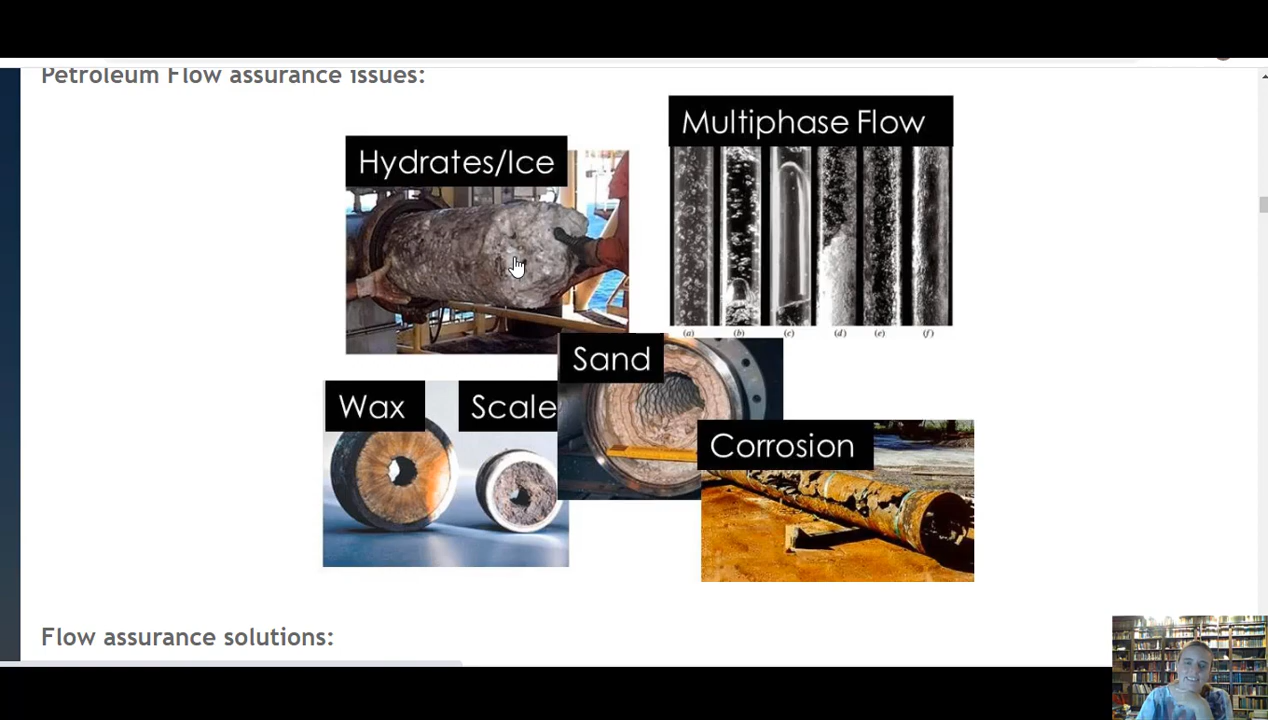 Petroleum Flow assurance issues:
Multiphase Flow
Hydrates/Ice
(a) (b) (c) (d) (e) (f)
Sand
Wax
Scale
Corrosion
Flow assurance solutions: